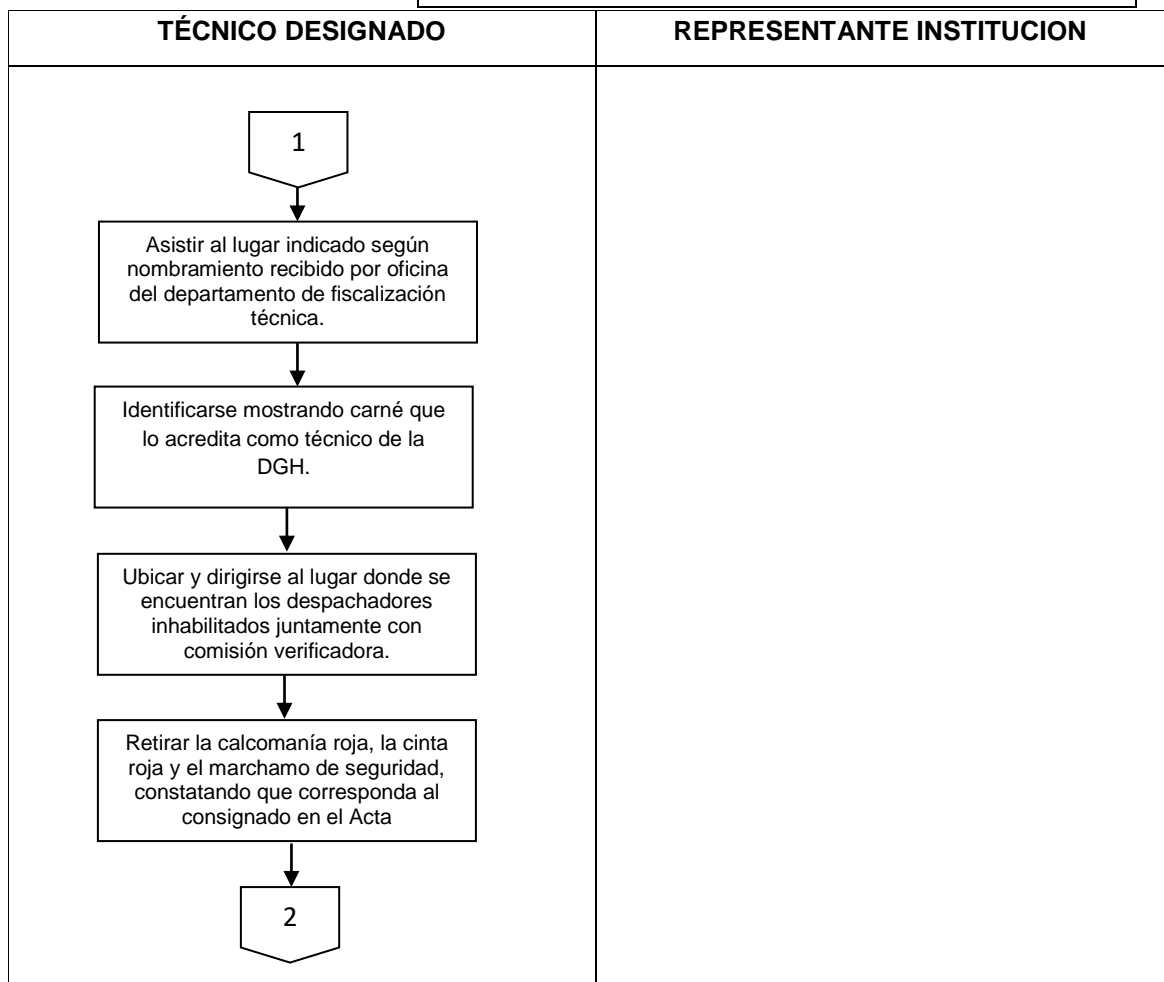 TÉCNICO DESIGNADO
REPRESENTANTE INSTITUCION
1
Asistir al lugar indicado según
nombramiento recibido por oficina
del departamento de fiscalización
técnica.
Identificarse mostrando carné que
lo acredita como técnico de la
DGH.
Ubicar y dirigirse al lugar donde se
encuentran los despachadores
inhabilitados juntamente con
comisión verificadora.
Retirar la calcomanía roja, la cinta
roja y el marchamo de seguridad,
constatando que corresponda al
consignado en el Acta
2